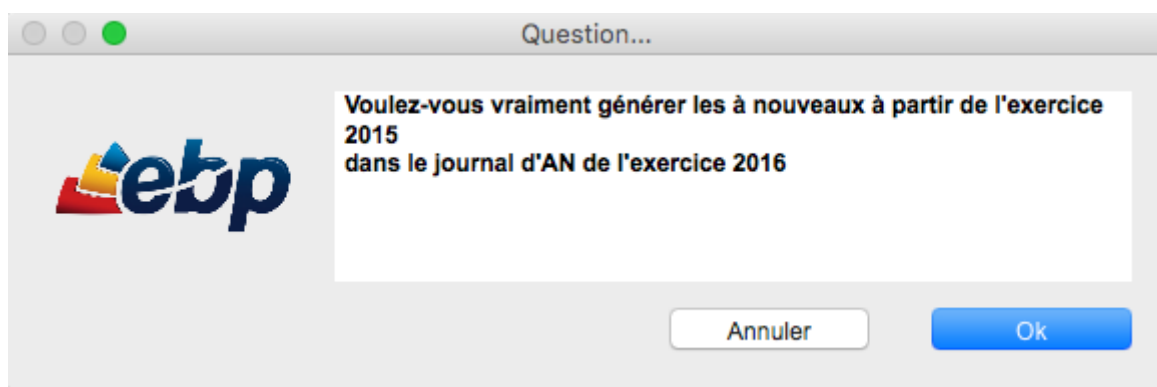 Question...
Voulez-vous vraiment générer les à nouveaux à partir de l'exercice
2015
dans le journal d'AN de l'exercice 2016
ebp
Annuler
Ok